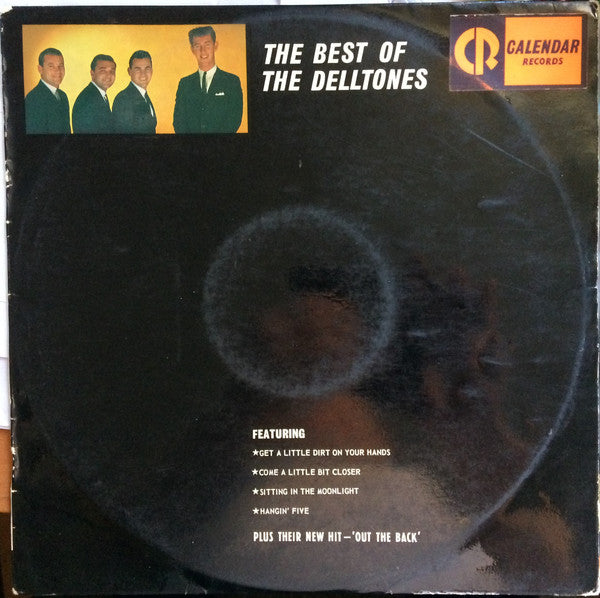 THE BEST OF
THE DELLTONES
CR
CALENDAR
RECORDS
FEATURING
★GET A LITTLE DIRT ON YOUR HANDS
★COME A LITTLE BIT CLOSER
★SITTING IN THE MOONLIGHT
★HANGIN' FIVE
PLUS THEIR NEW HIT—'OUT THE BACK'